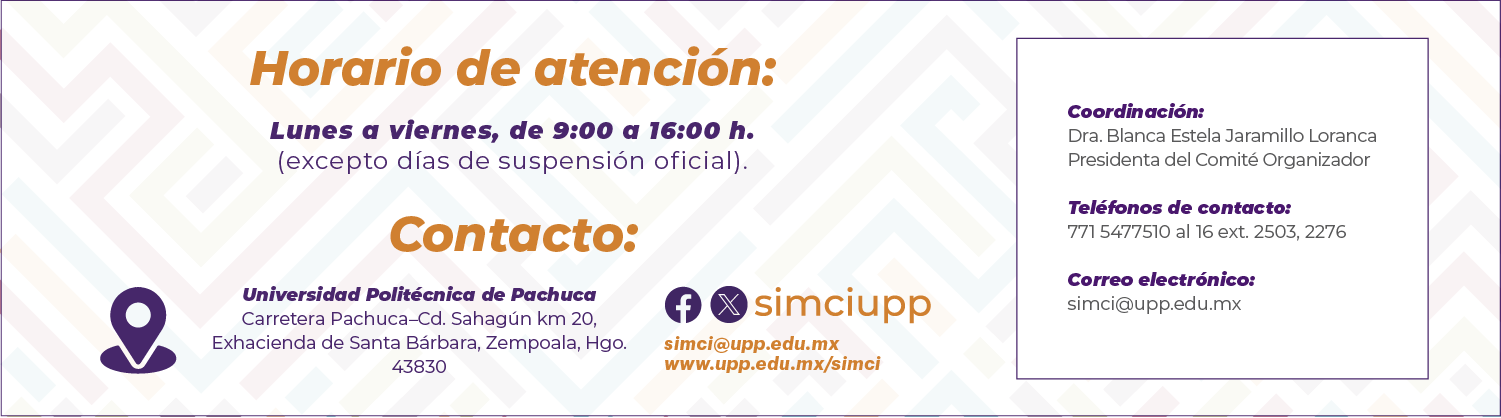 Horario de atención:
Lunes a viernes, de 9:00 a 16:00 h.
(excepto días de suspensión oficial).
Contacto:
Universidad Politécnica de Pachuca
Carretera Pachuca–Cd. Sahagún km 20,
Exhacienda de Santa Bárbara, Zempoala, Hgo.
43830
simciupp
simci@upp.edu.mx
www.upp.edu.mx/simci
Coordinación:
Dra. Blanca Estela Jaramillo Loranca
Presidenta del Comité Organizador
Teléfonos de contacto:
771 5477510 al 16 ext. 2503, 2276
Correo electrónico:
simci@upp.edu.mx